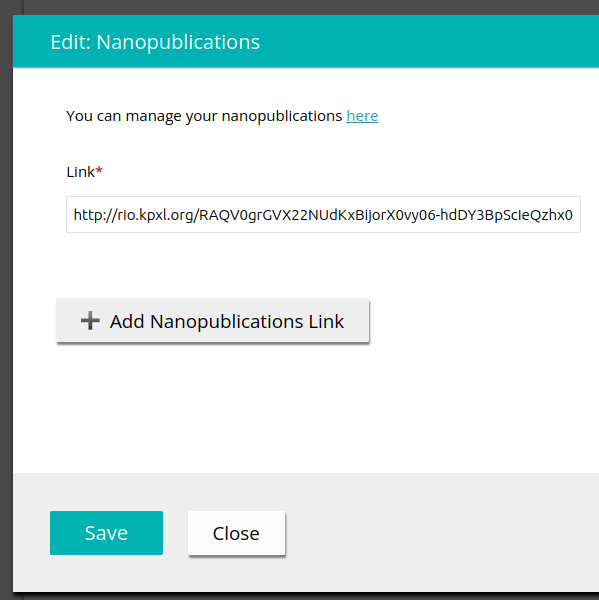 Edit: Nanopublications
You can manage your nanopublications here
Link*
http://rio.kpxl.org/RAQV0grGVX22NUdKxBijorX0vy06-hdDY3BpScIeQzhx0
Add Nanopublications Link
Save
Close